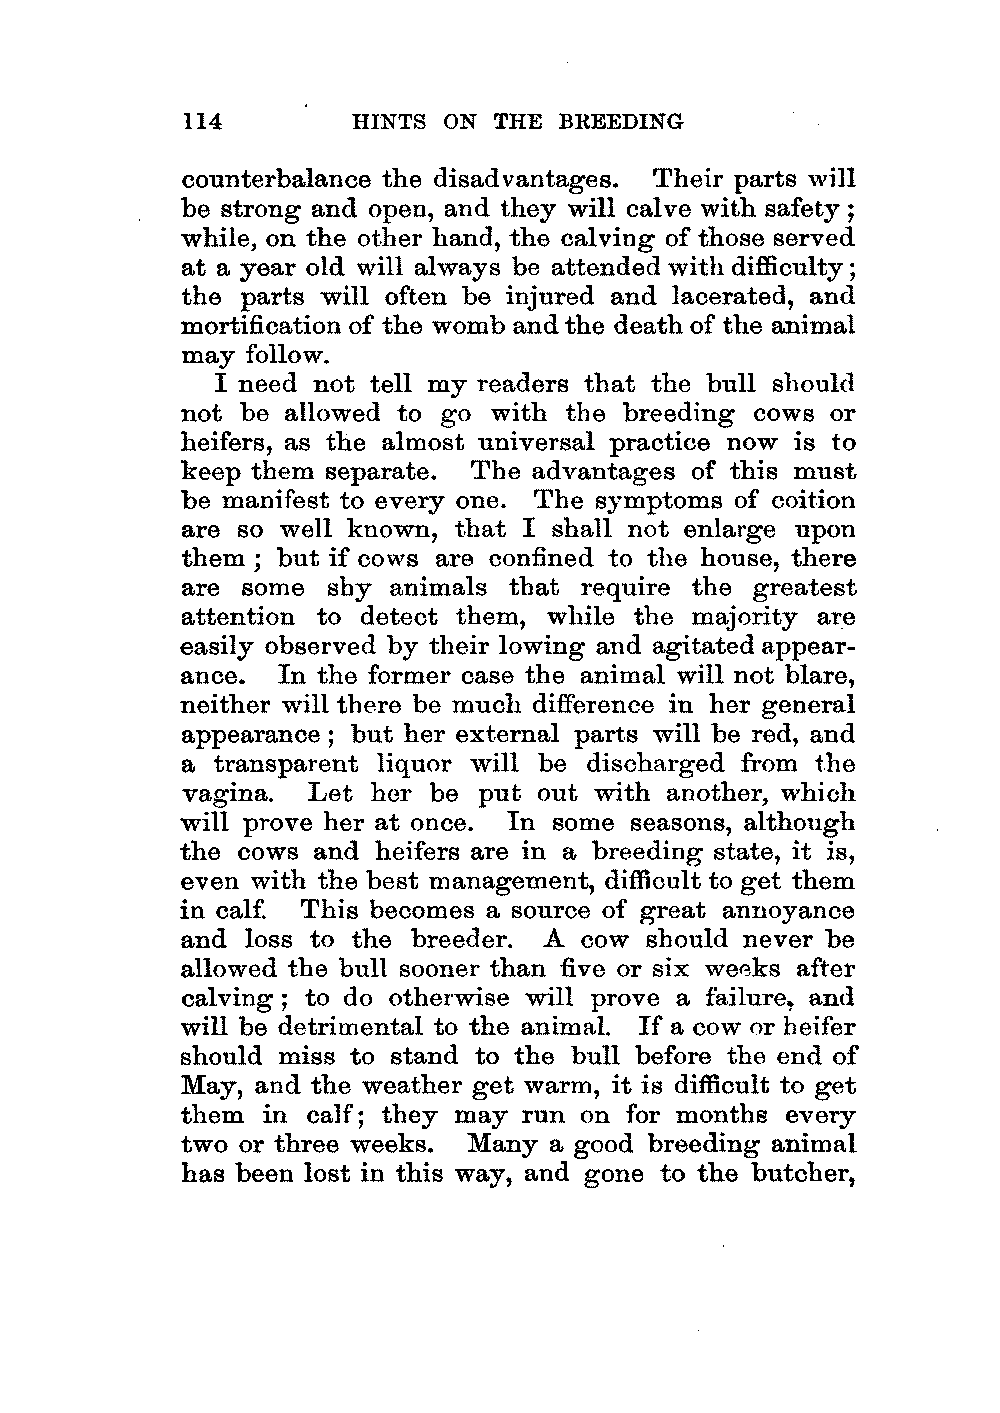 114 HINTS ON THE BREEDING
counterbalance the disadvantages. Their parts will
be strong and open, and they will calve with safety;
while, on the other hand, the calving of those served
at a year old will always be attended with difficulty;
the parts will often be injured and lacerated, and
mortification of the womb and the death of the animal
may follow.
I need not tell my readers that the bull should
not be allowed to go with the breeding cows or
heifers, as the almost universal practice now is to
keep them separate. The advantages of this must
be manifest to every one. The symptoms of coition
are so well known, that I shall not enlarge upon
them; but if cows are confined to the house, there
are some shy animals that require the greatest
attention to detect them, while the majority are
easily observed by their lowing and agitated appear-
ance. In the former case the animal will not blare,
neither will there be much difference in her general
appearance; but her external parts will be red, and
a transparent liquor will be discharged from the
vagina. Let her be put out with another, which
will prove her at once. In some seasons, although
the cows and heifers are in a breeding state, it is,
even with the best management, difficult to get them
in calf. This becomes a source of great annoyance
and loss to the breeder. A cow should never be
allowed the bull sooner than five or six weeks after
calving; to do otherwise will prove a failure, and
will be detrimental to the animal. If a cow or heifer
should miss to stand to the bull before the end of
May, and the weather get warm, it is difficult to get
them in calf; they may run on for months every
two or three weeks. Many a good breeding animal
has been lost in this way, and gone to the butcher,